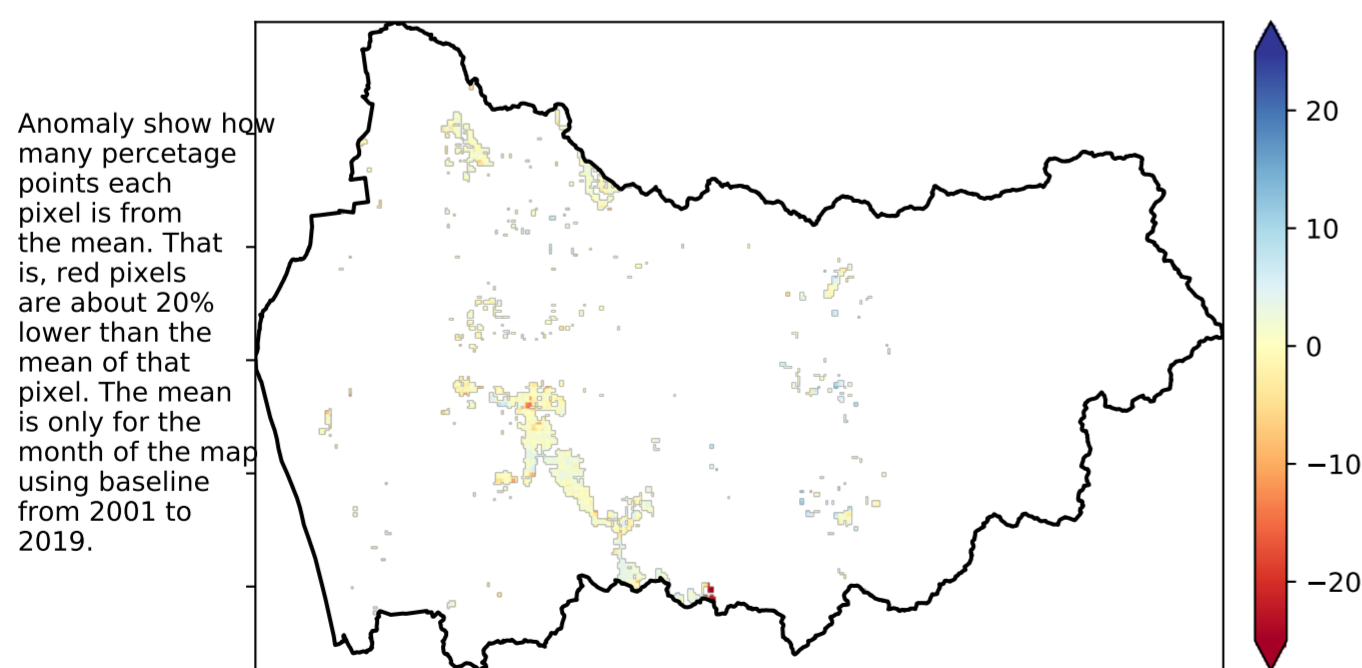 Anomaly show how
many percetage
points each
pixel is from
the mean. That
is, red pixels
are about 20%
lower than the
mean of that
pixel. The mean
is only for the
month of the map
using baseline
from 2001 to
2019.
20
10
0
−10
−20